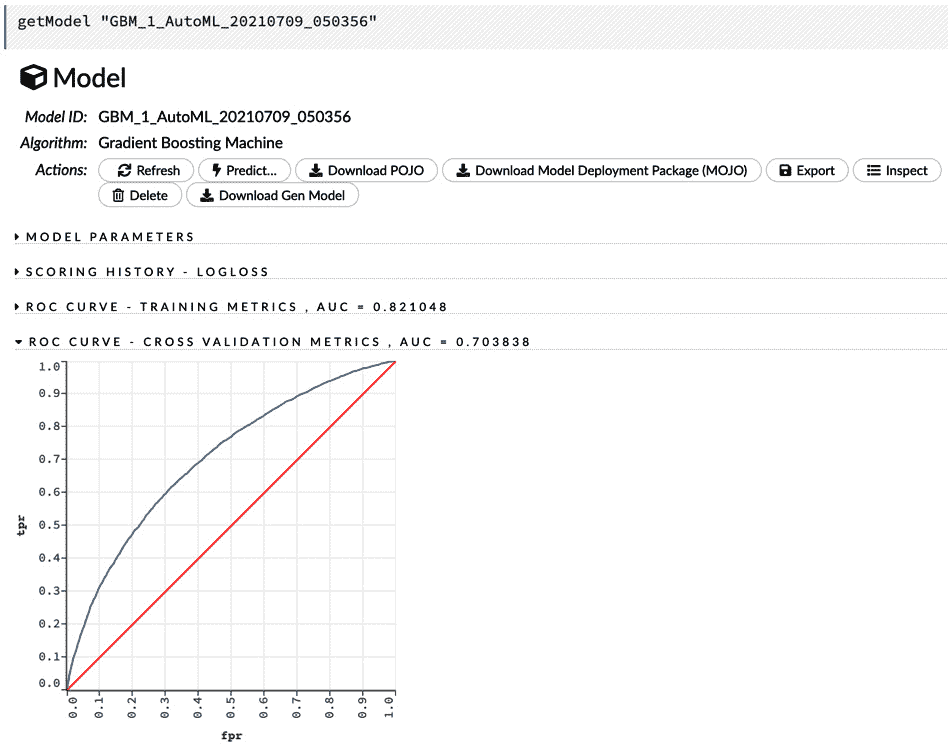 getModel "GBM_1_AutoML_20210709_050356"
Model
Model ID: GBM_1_AutoML_20210709_050356
Algorithm: Gradient Boosting Machine
Actions: Refresh Predict... Download POJO Download Model Deployment Package (MOJO) Export Inspect
Delete Download Gen Model
MODEL PARAMETERS
SCORING HISTORY - LOGLOSS
ROC CURVE - TRAINING METRICS , AUC = 0.821048
ROC CURVE - CROSS VALIDATION METRICS , AUC = 0.703838
1.0
0.9
0.8
0.7
0.6
0.5
tpr
0.4
0.3
0.2
0.1
0.0
0.0 0.1 0.2 0.3 0.4 0.5 0.6 0.7 0.8 0.9 1.0
fpr